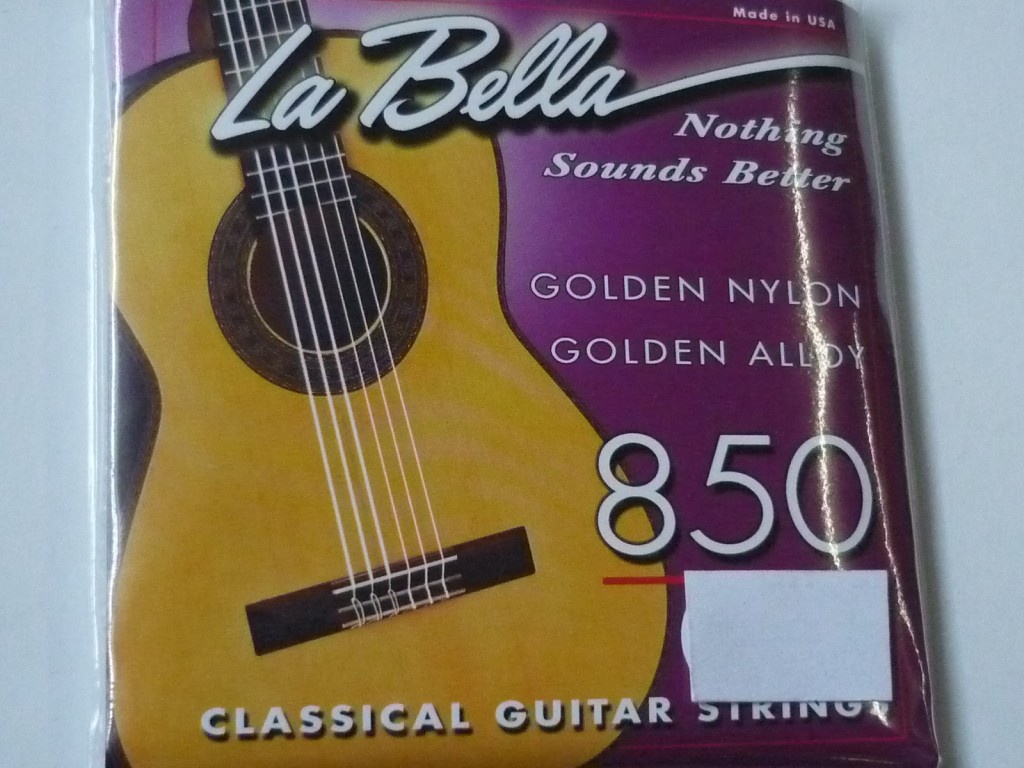 Made in USA
La Bella
Nothing
Sounds Better
GOLDEN NYLON
GOLDEN ALLOY
850
CLASSICAL GUITAR STRINGS